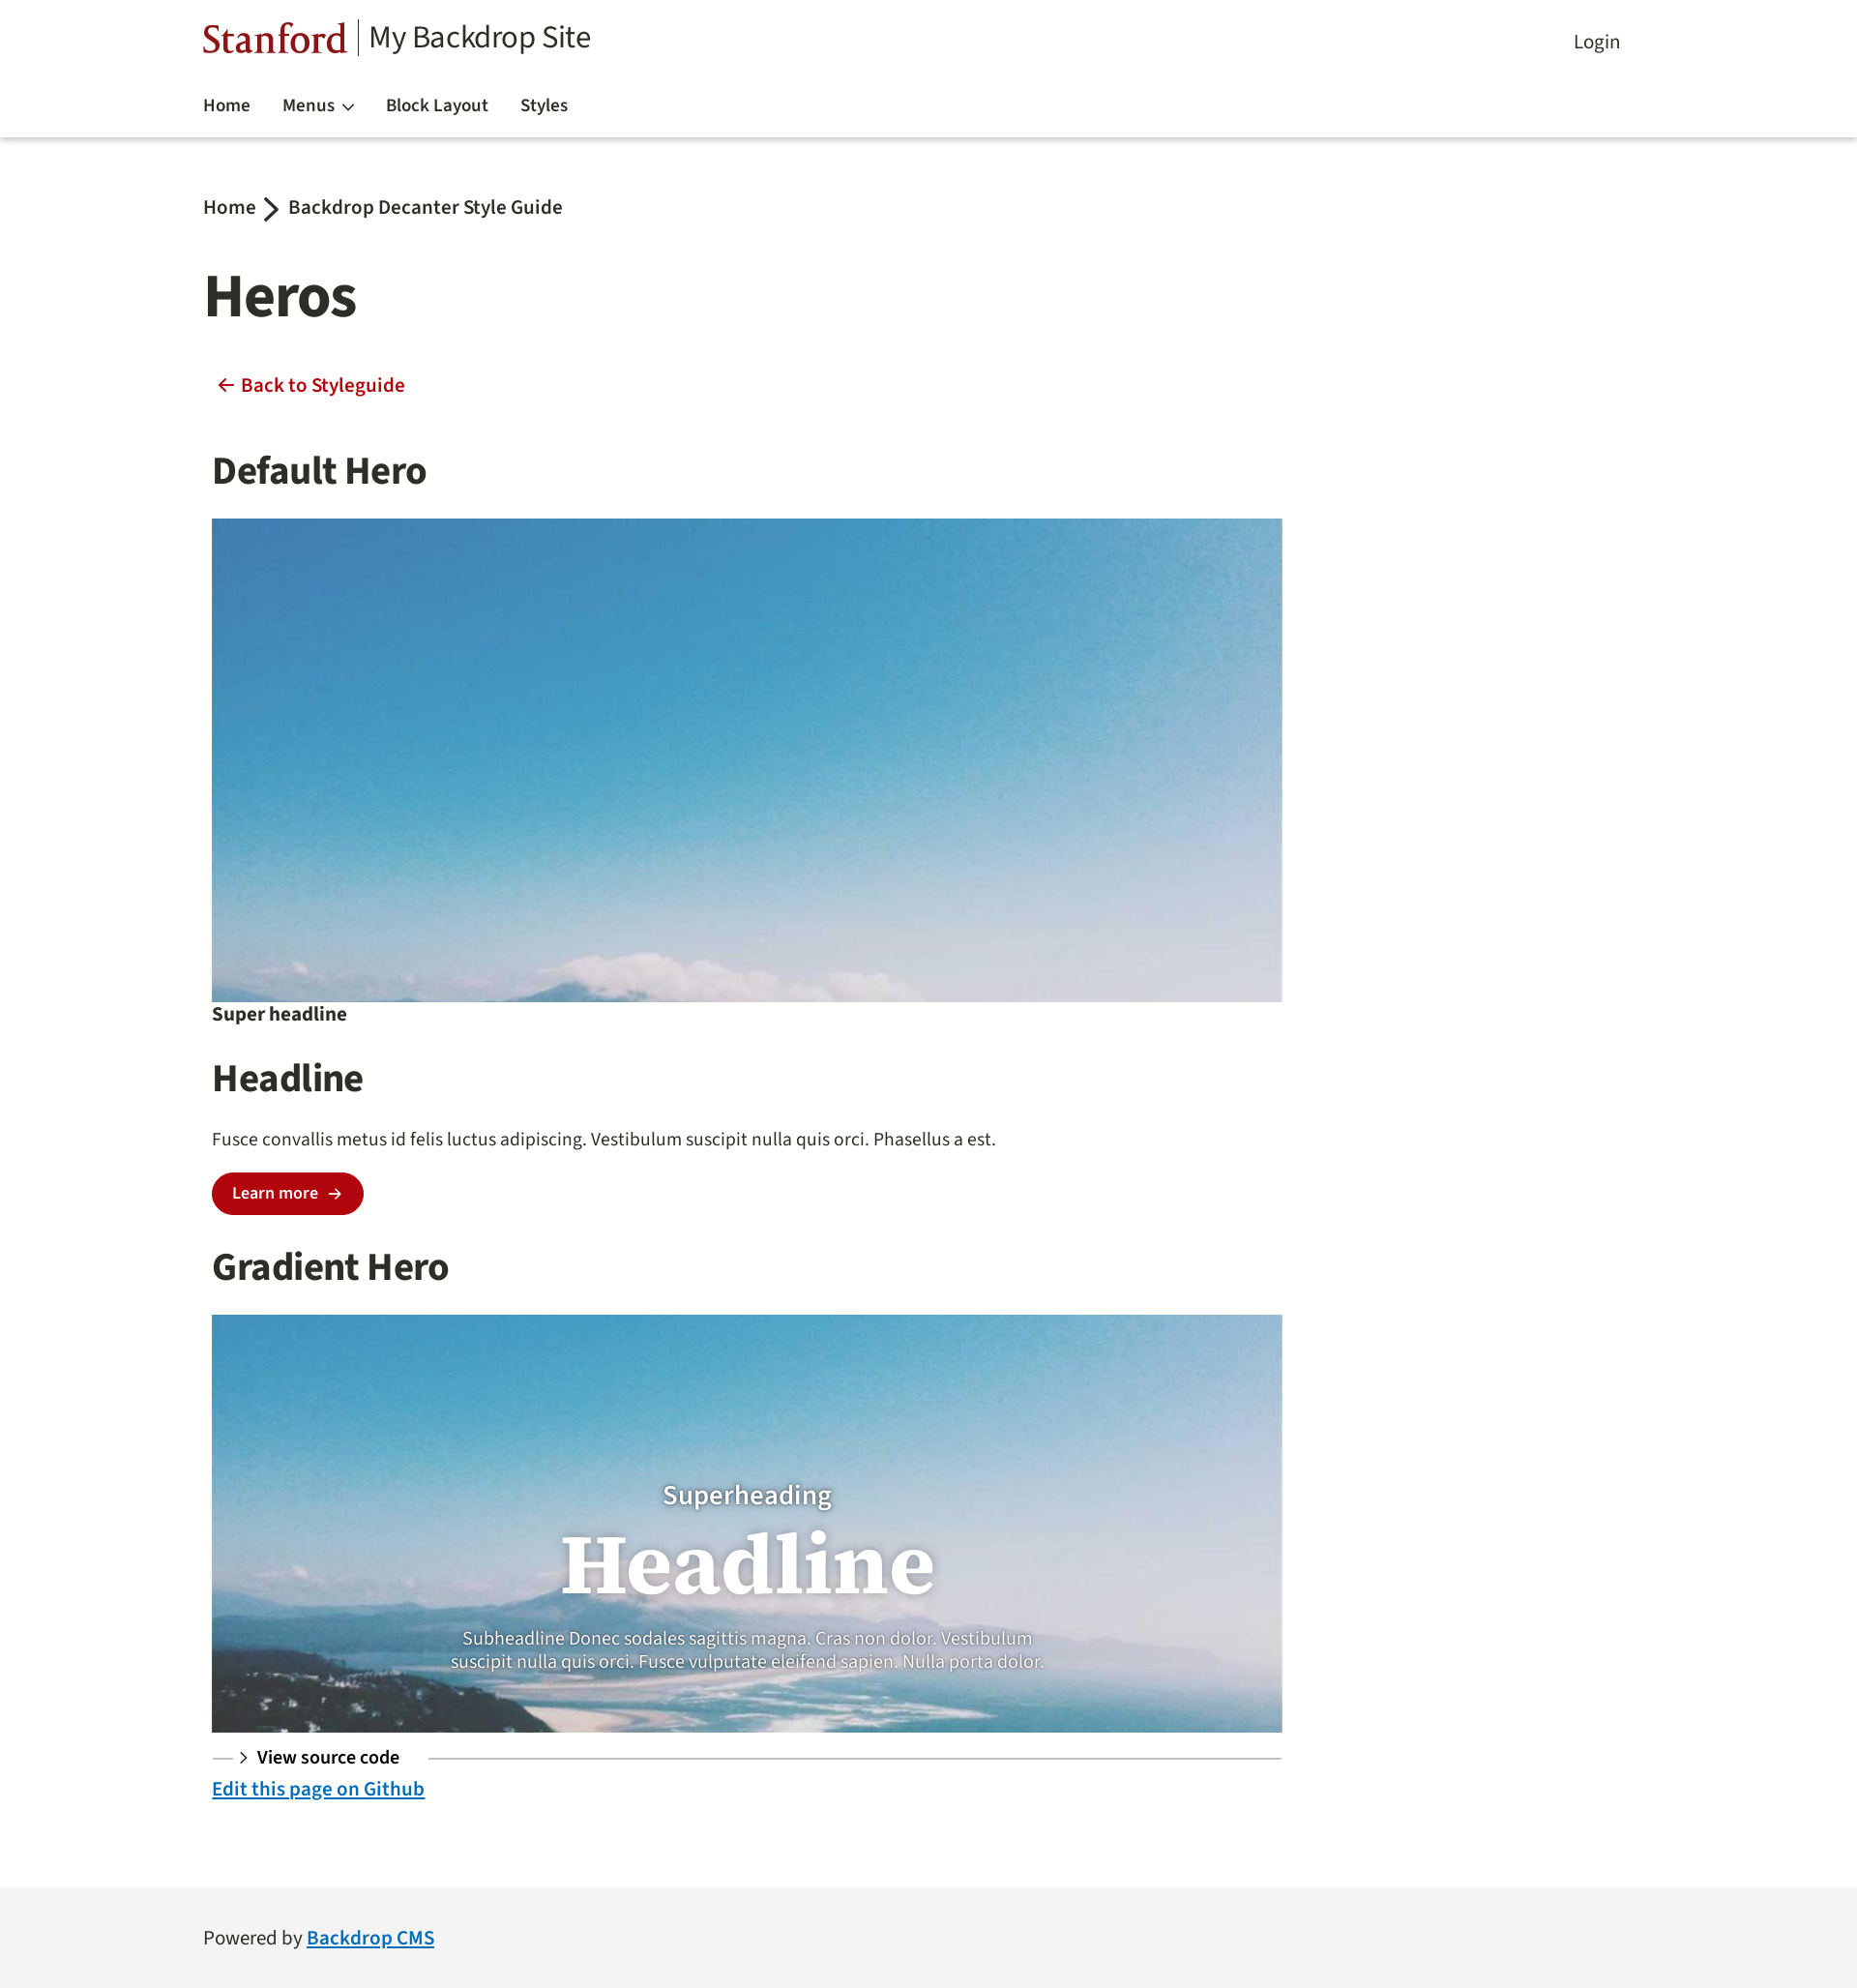 Stanford My Backdrop Site
Login
Home Menus Block Layout Styles
Home Backdrop Decanter Style Guide
Heros
Back to Styleguide
Default Hero
Super headline
Headline
Fusce convallis metus id felis luctus adipiscing. Vestibulum suscipit nulla quis orci. Phasellus a est.
Learn more
Gradient Hero
Superheading
Headline
Subheadline Donec sodales sagittis magna. Cras non dolor. Vestibulum
suscipit nulla quis orci. Fusce vulputate eleifend sapien. Nulla porta dolor.
View source code
Edit this page on Github
Powered by Backdrop CMS